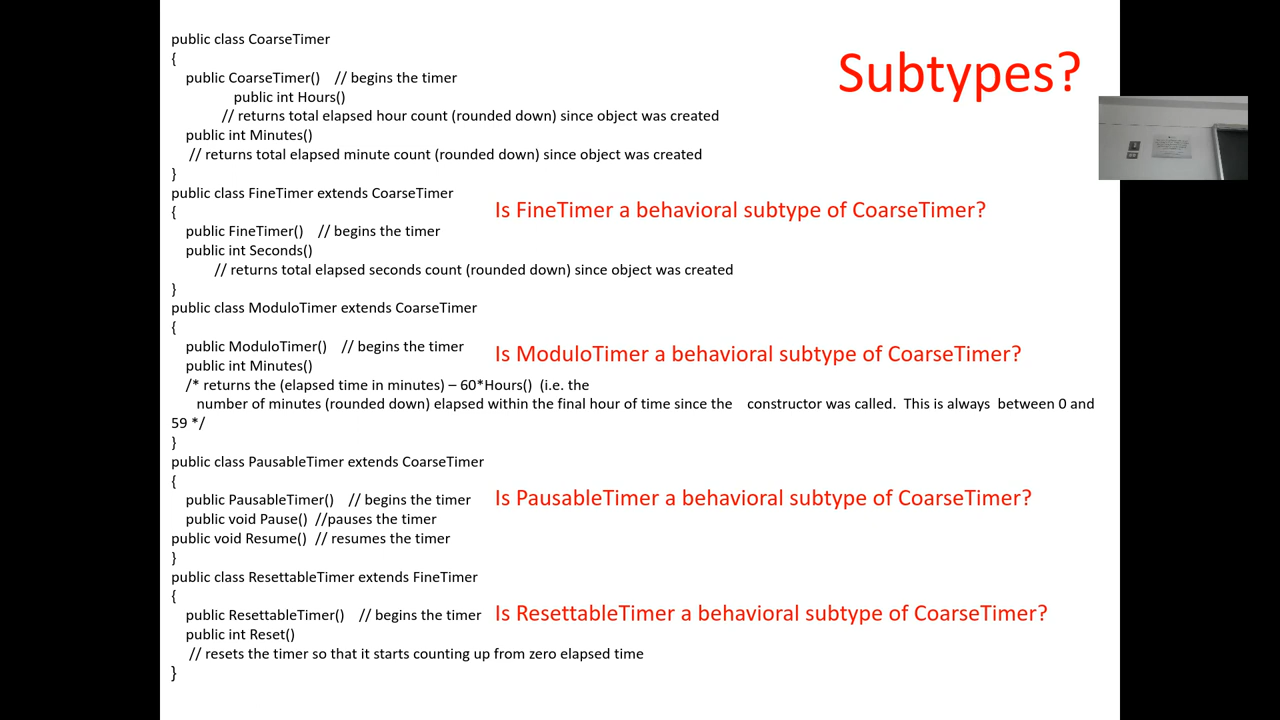 public class CoarseTimer
{
public CoarseTimer() // begins the timer
public int Hours()
// returns total elapsed hour count (rounded down) since object was created
public int Minutes()
// returns total elapsed minute count (rounded down) since object was created
}
Subtypes?
public class FineTimer extends CoarseTimer
{
Is FineTimer a behavioral subtype of CoarseTimer?
public FineTimer() // begins the timer
public int Seconds()
// returns total elapsed seconds count (rounded down) since object was created
}
public class ModuloTimer extends CoarseTimer
{
public ModuloTimer() // begins the timer
Is ModuloTimer a behavioral subtype of CoarseTimer?
public int Minutes()
/* returns the (elapsed time in minutes) – 60*Hours() (i.e. the
number of minutes (rounded down) elapsed within the final hour of time since the constructor was called. This is always between 0 and
59 */
}
public class PausableTimer extends CoarseTimer
{
public PausableTimer() // begins the timer
Is PausableTimer a behavioral subtype of CoarseTimer?
public void Pause() //pauses the timer
public void Resume() // resumes the timer
}
public class ResettableTimer extends FineTimer
{
public ResettableTimer() // begins the timer
Is ResettableTimer a behavioral subtype of CoarseTimer?
public int Reset()
// resets the timer so that it starts counting up from zero elapsed time
}